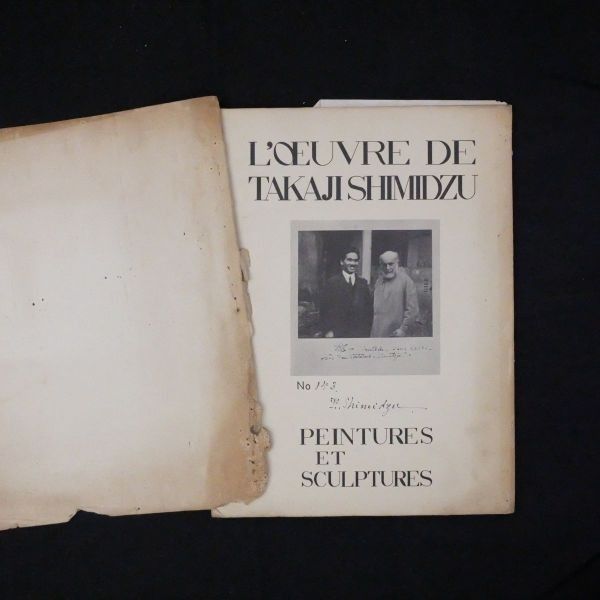 L'ŒUVRE DE
TAKAJI SHIMIDZU
No 143.
Shimidzu
PEINTURES
ET
SCULPTURES